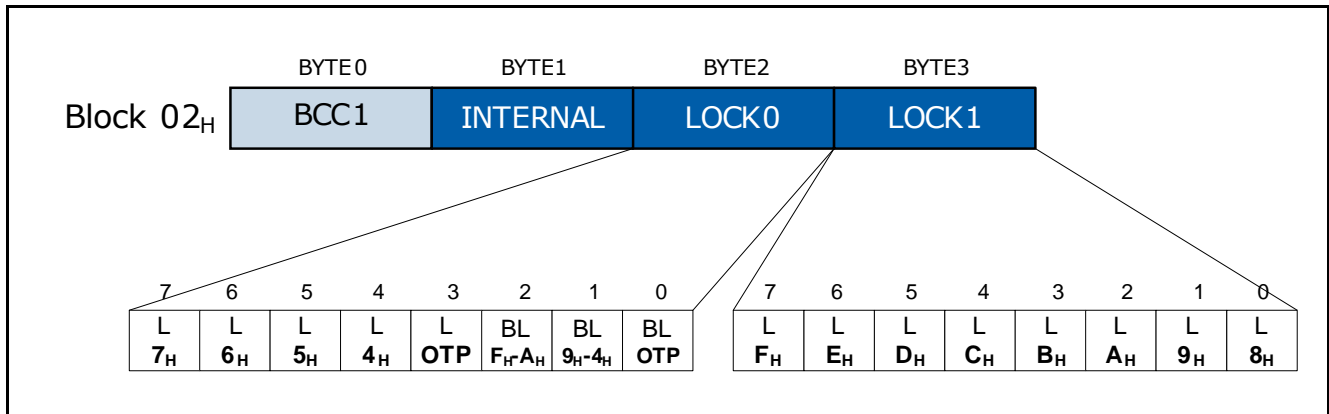 BYTE0 BYTE1 BYTE2 BYTE3
Block 02H BCC1 INTERNAL LOCK0 LOCK1
7 6 5 4 3 2 1 0 7 6 5 4 3 2 1 0
L L L L L BL BL BL L L L L L L L L
7H 6H 5H 4H OTP FH-AH 9H-4H OTP FH EH DH CH BH AH 9H 8H